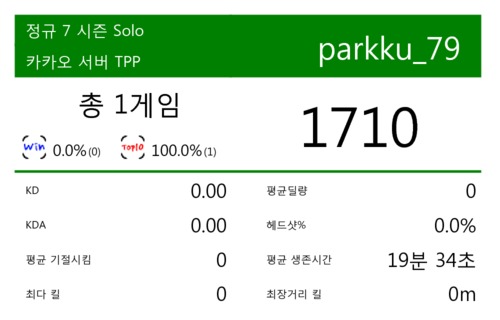 정규 7 시즌 Solo
카카오 서버 TPP
parkku_79
총 1게임
Win 0.0% (0) Top10 100.0% (1)
1710
KD 0.00
평균딜량 0
KDA 0.00
헤드샷% 0.0%
평균 기절시킴 0
평균 생존시간 19분 34초
최다 킬 0
최장거리 킬 0m